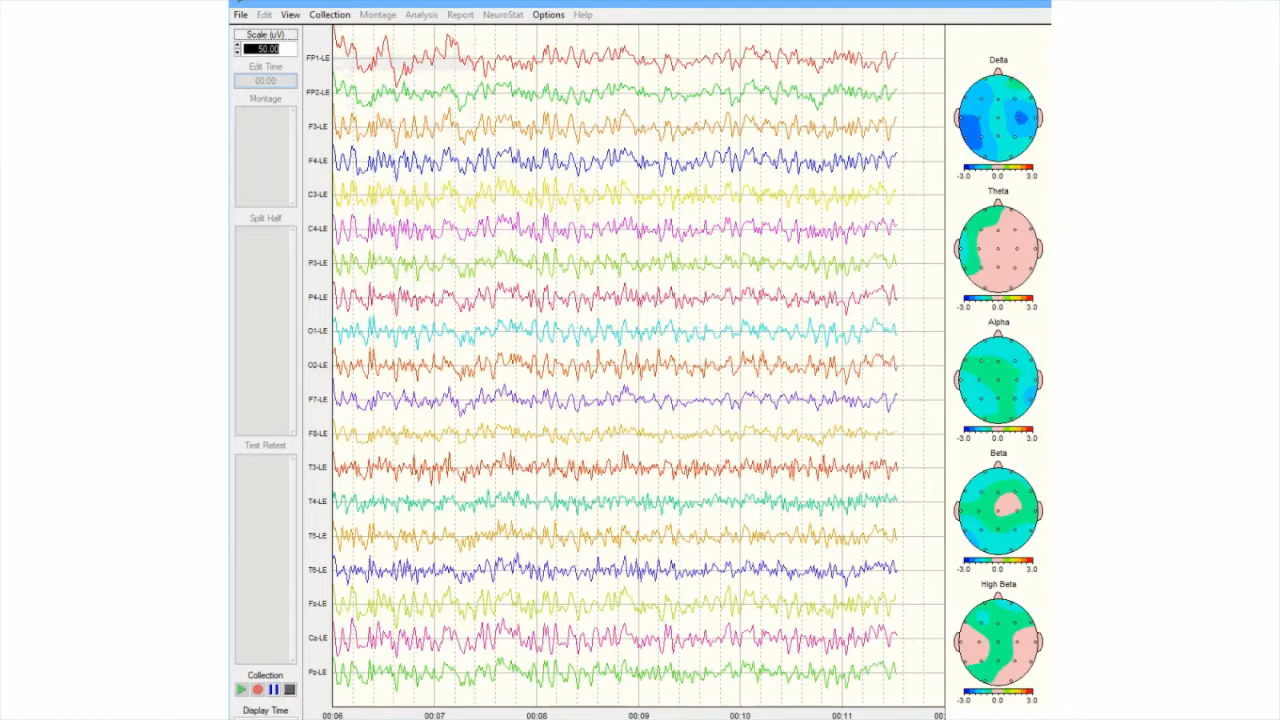 File Edit View Collection Montage Analysis Report NeuroStat Options Help
Scale (uV)
50.00
Edit Time
00:00
Montage
Split Half
Test Retest
Collection
Display Time
FP1-LE
FP2-LE
F3-LE
F4-LE
C3-LE
C4-LE
P3-LE
P4-LE
O1-LE
O2-LE
F7-LE
F8-LE
T3-LE
T4-LE
T5-LE
T6-LE
Fz-LE
Cz-LE
Pz-LE
00:06 00:07 00:08 00:09 00:10 00:11 00:
Delta
-3.0 0.0 3.0
Theta
-3.0 0.0 3.0
Alpha
-3.0 0.0 3.0
Beta
-3.0 0.0 3.0
High Beta
-3.0 0.0 3.0